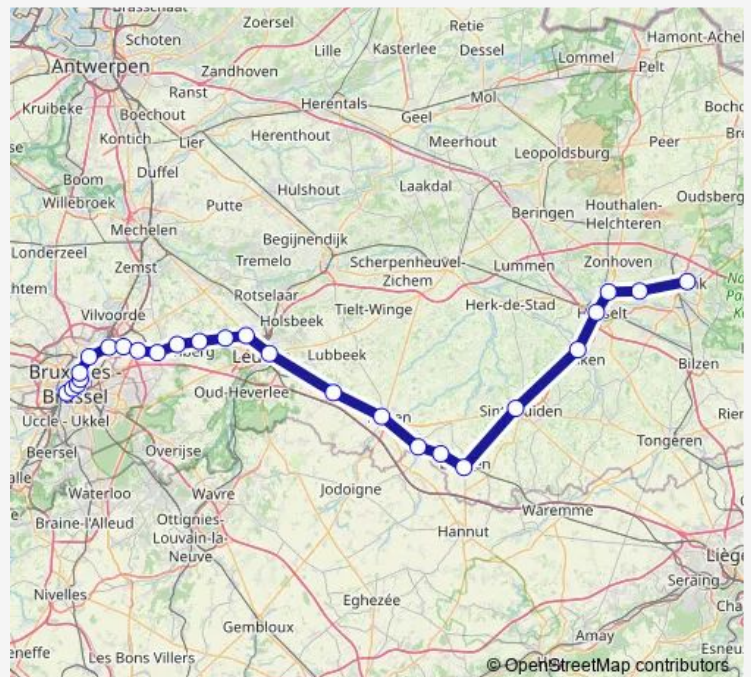 Brasschaat
Schoten
Zoersel
Retie
Hamont-Achel
Antwerpen
Lille
Kasterlee
Dessel
Lommel
Pelt
Zandhoven
Ranst
Kruibeke
Boechout
Herentals
Mol
Geel
Kontich
Lier
Herenthout
Meerhout
Peer
Leopoldsburg
Boom
Duffel
Hulshout
Laakdal
Willebroek
Putte
Beringen
Houthalen-
Helchteren
Mechelen
Begijnendijk
Londerzeel
Zemst
Tremelo
Scherpenheuvel-
Zichem
Lummen
Zonhoven
Rotselaar
Vilvoorde
Holsbeek
Tielt-Winge
Herk-de-Stad
Bruxelles -
Lubbeek
Bilzen
Oud-Heverlee
Uccle - Ukkel
Beersel
Overijse
Tongeren
Waterloo
Wavre
Jodoigne
Waremme
Braine-l'Alleud
Ottignies-
Louvain-la-
Neuve
Hannut
Seraing
Nivelles
Eghezée
Gembloux
Amay
Les Bons Villers
© OpenStreetMap contributors